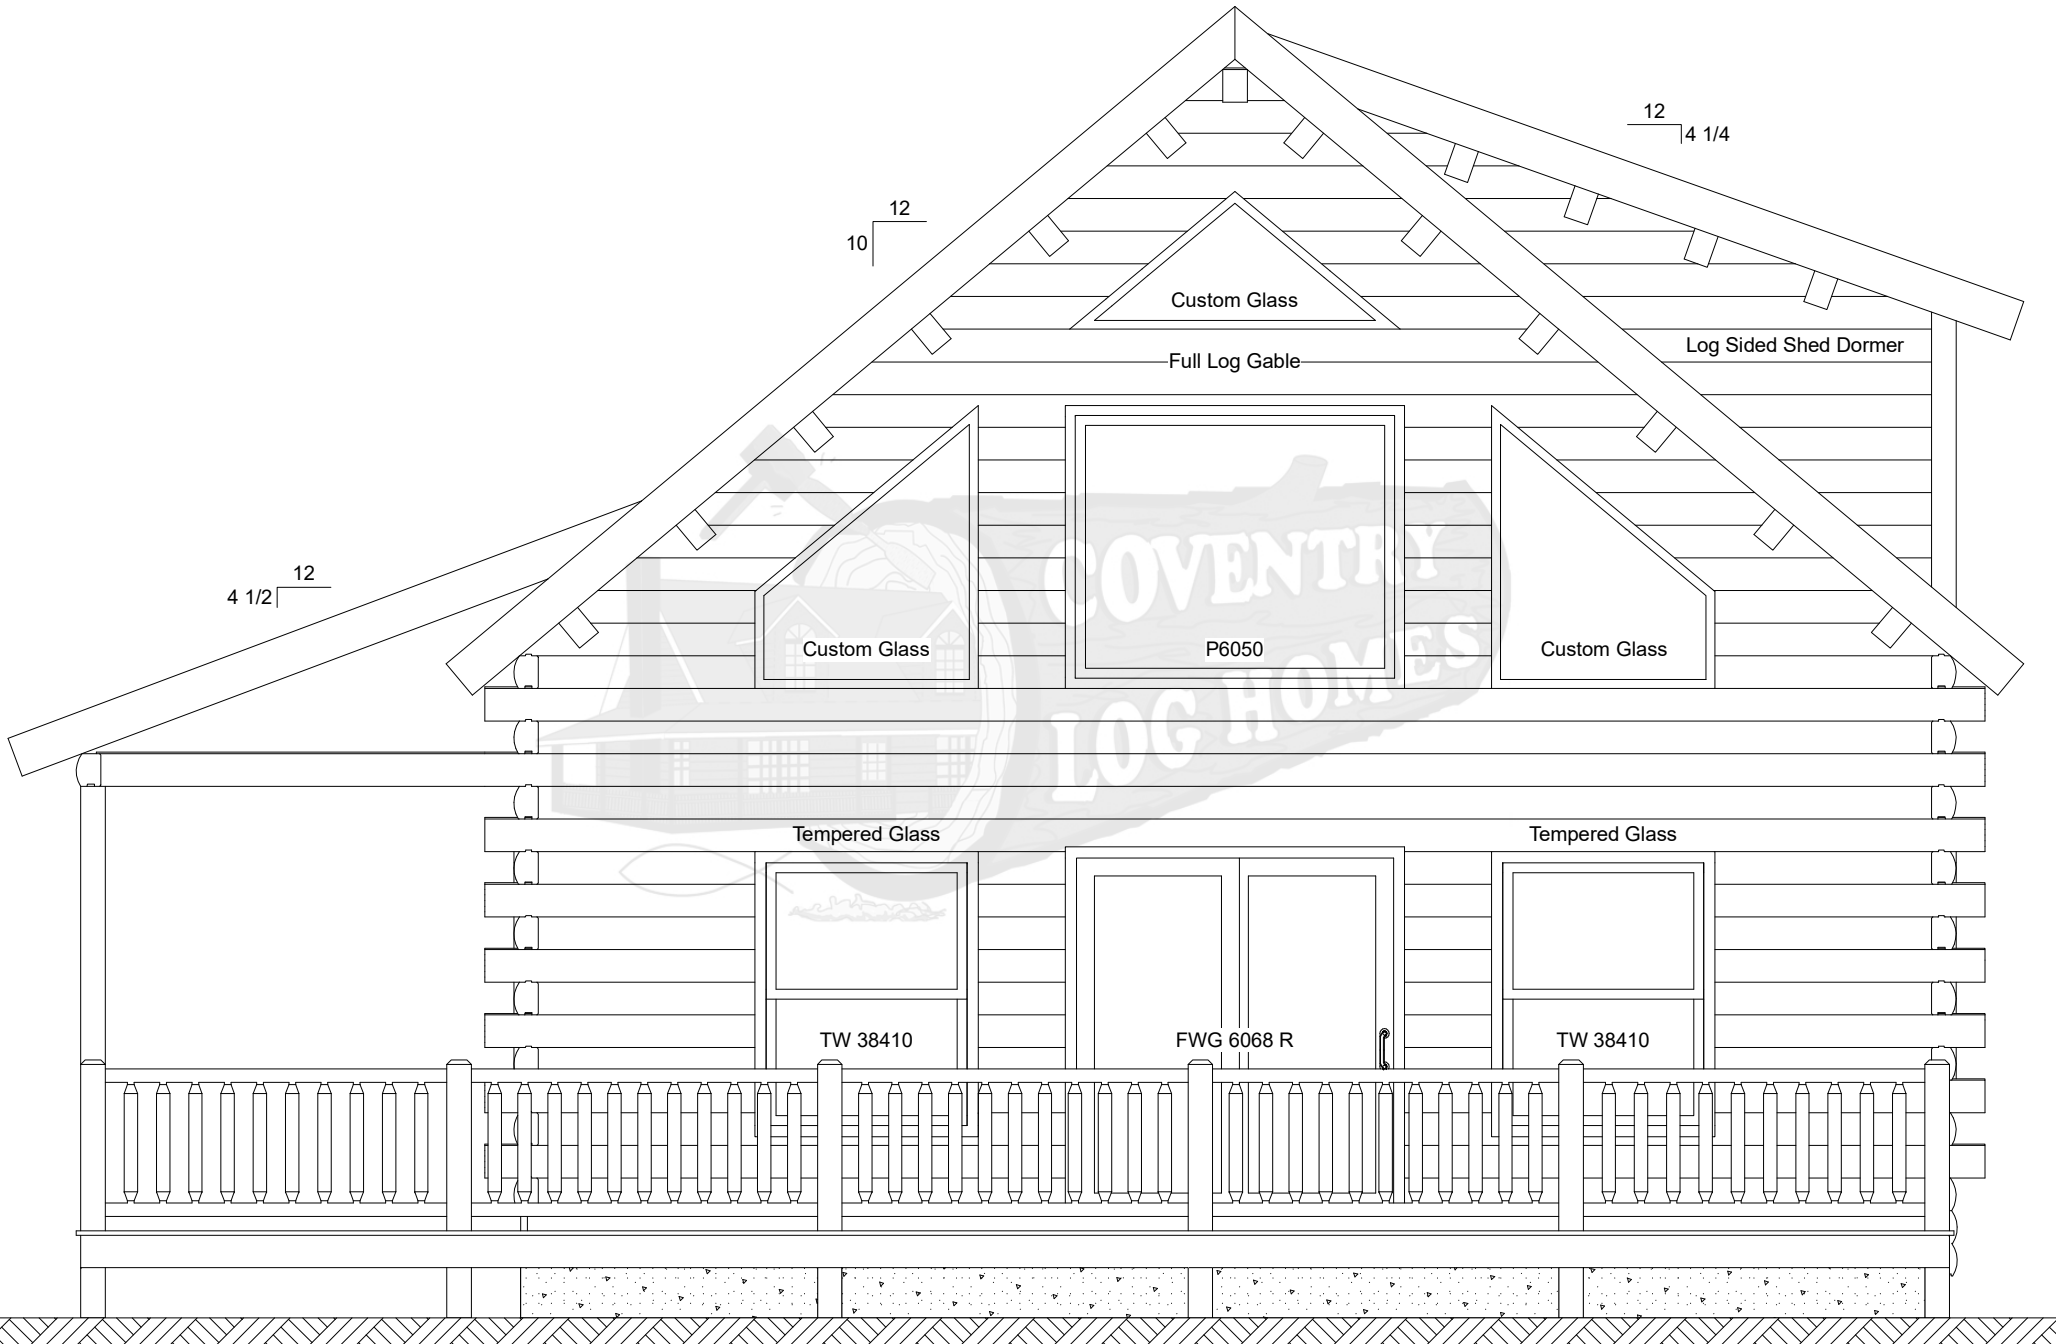 12
4 1/4
12
10
Custom Glass
Log Sided Shed Dormer
Full Log Gable
12
4 1/2
Custom Glass
P6050
Custom Glass
COVENTRY
LOG HOMES
Tempered Glass
Tempered Glass
TW 38410
FWG 6068 R
TW 38410